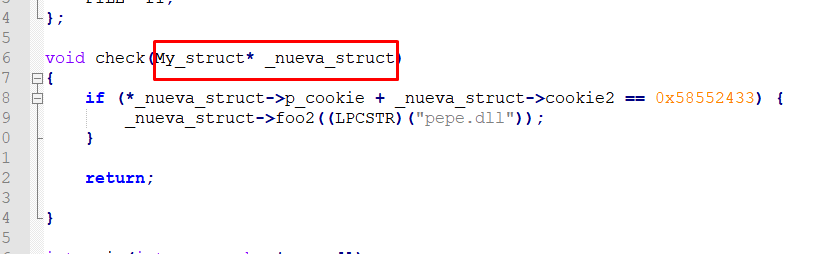 4 };
5
6 void check(My_struct* _nueva_struct)
7 {
8 if (*_nueva_struct->p_cookie + _nueva_struct->cookie2 == 0x58552433) {
9 _nueva_struct->foo2((LPCSTR)("pepe.dll"));
0 }
1
2 return;
3
4 }
5